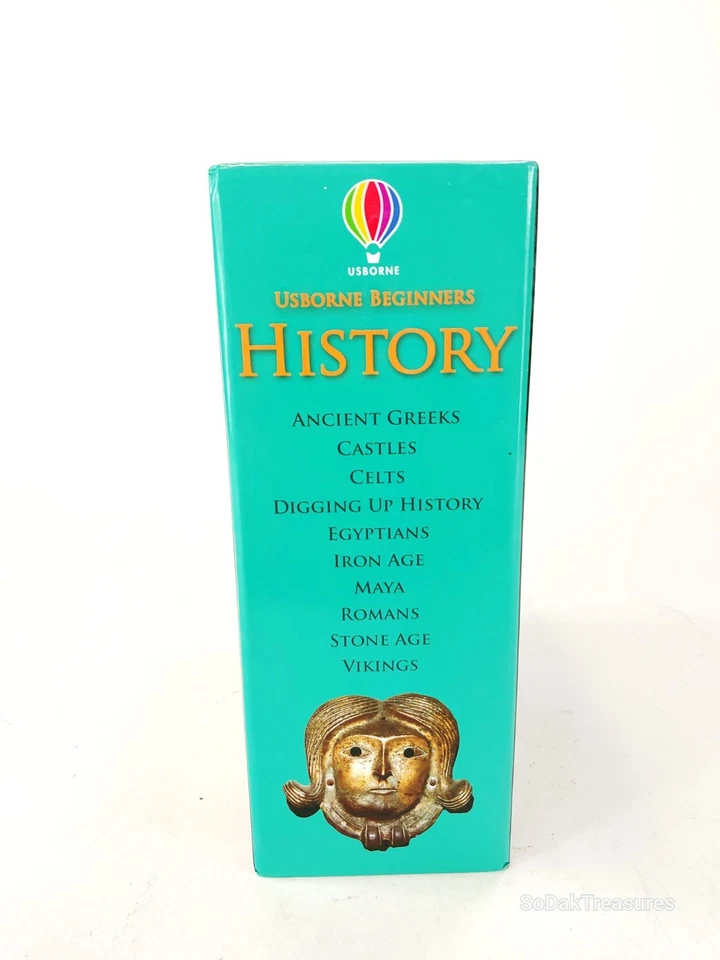 USBORNE
USBORNE BEGINNERS
HISTORY
ANCIENT GREEKS
CASTLES
CELTS
DIGGING UP HISTORY
EGYPTIANS
IRON AGE
MAYA
ROMANS
STONE AGE
VIKINGS
SoDakTreasures